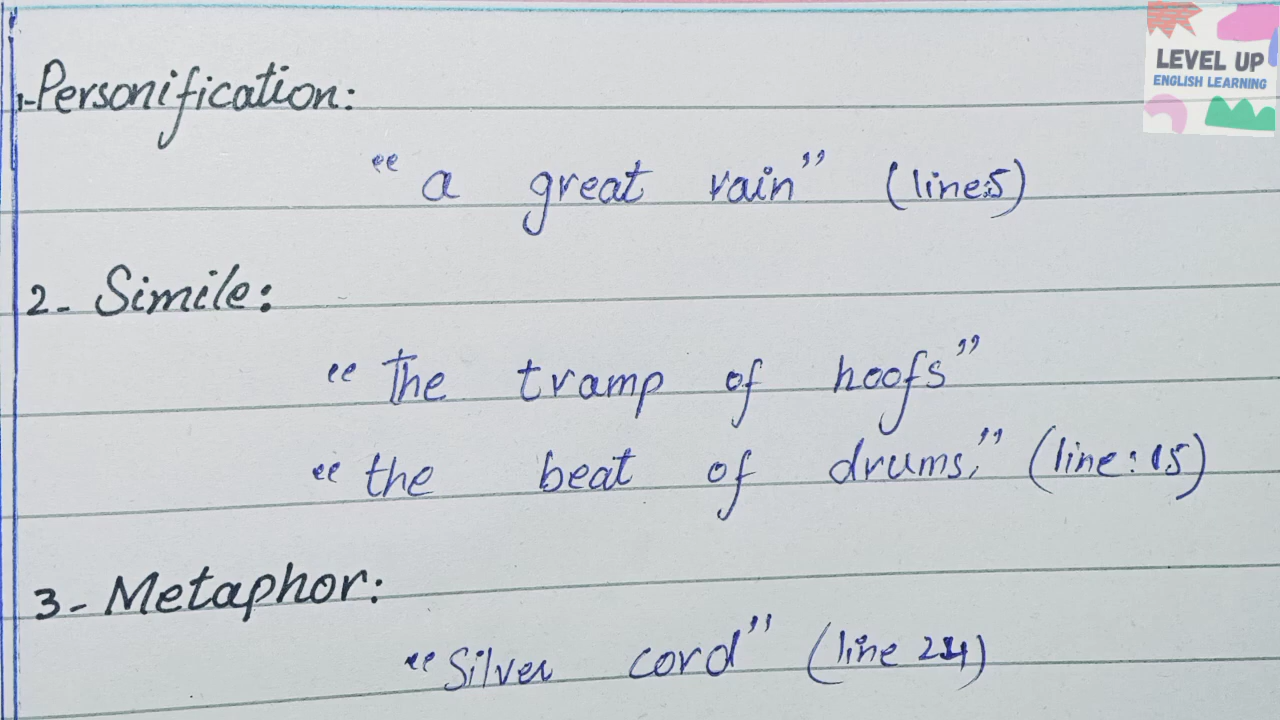 LEVEL UP
ENGLISH LEARNING
1-Personification:
“a great rain” (line:5)
2- Simile:
“The tramp of hoofs”
“the beat of drums.” (line:15)
3- Metaphor:
“Silver cord” (line